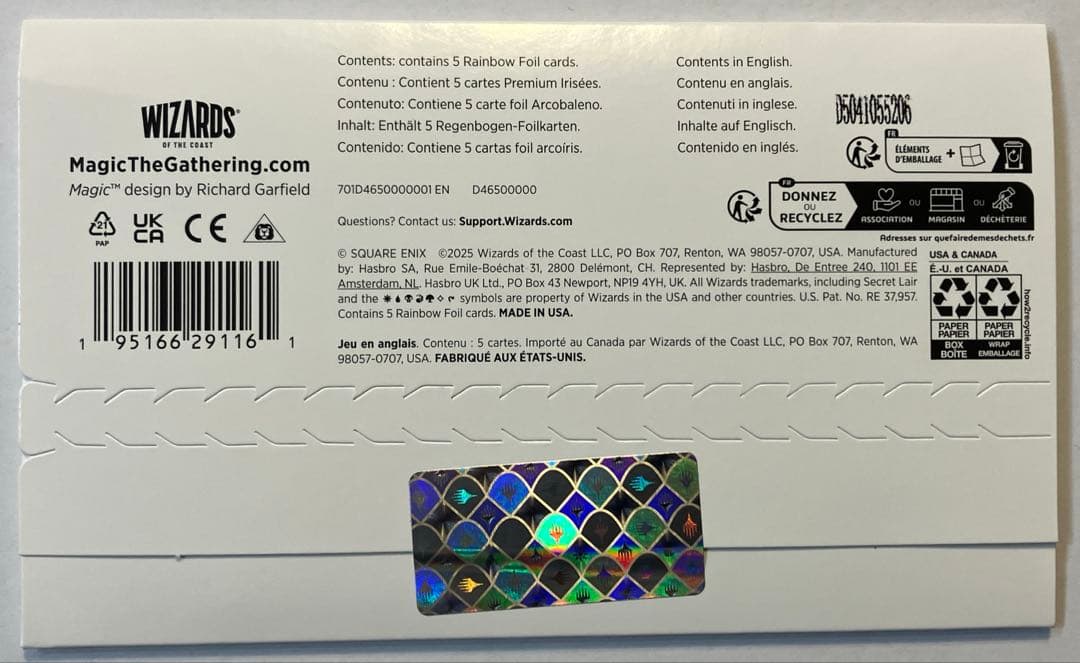 WIZARDS®
OF THE COAST
MagicTheGathering.com
Magic™ design by Richard Garfield
21
PAP
UK
CA
CE
1 95166 29116 1
Contents: contains 5 Rainbow Foil cards.
Contenu : Contient 5 cartes Premium Irisées.
Contenuto: Contiene 5 carte foil Arcobaleno.
Inhalt: Enthält 5 Regenbogen-Foilkarten.
Contenido: Contiene 5 cartas foil arcoíris.
Contents in English.
Contenu en anglais.
Contenuti in inglese.
Inhalte auf Englisch.
Contenido en inglés.
701D4650000001 EN D46500000
Questions? Contact us: Support.Wizards.com
D5041055206
FR
ÉLÉMENTS
D'EMBALLAGE +
FR
DONNEZ
OU
RECYCLEZ
ASSOCIATION
OU
MAGASIN
OU
DÉCHÈTERIE
Adresses sur quefairedemesdechets.fr
© SQUARE ENIX ©2025 Wizards of the Coast LLC, PO Box 707, Renton, WA 98057-0707, USA. Manufactured
by: Hasbro SA, Rue Emile-Boéchat 31, 2800 Delémont, CH. Represented by: Hasbro, De Entree 240, 1101 EE
Amsterdam, NL. Hasbro UK Ltd., PO Box 43 Newport, NP19 4YH, UK. All Wizards trademarks, including Secret Lair
and the symbols are property of Wizards in the USA and other countries. U.S. Pat. No. RE 37,957.
Contains 5 Rainbow Foil cards. MADE IN USA.
Jeu en anglais. Contenu : 5 cartes. Importé au Canada par Wizards of the Coast LLC, PO Box 707, Renton, WA
98057-0707, USA. FABRIQUÉ AUX ÉTATS-UNIS.
USA & CANADA
É.-U. et CANADA
PAPER
PAPIER
BOX
BOÎTE
PAPER
PAPIER
WRAP
EMBALLAGE
how2recycle.info